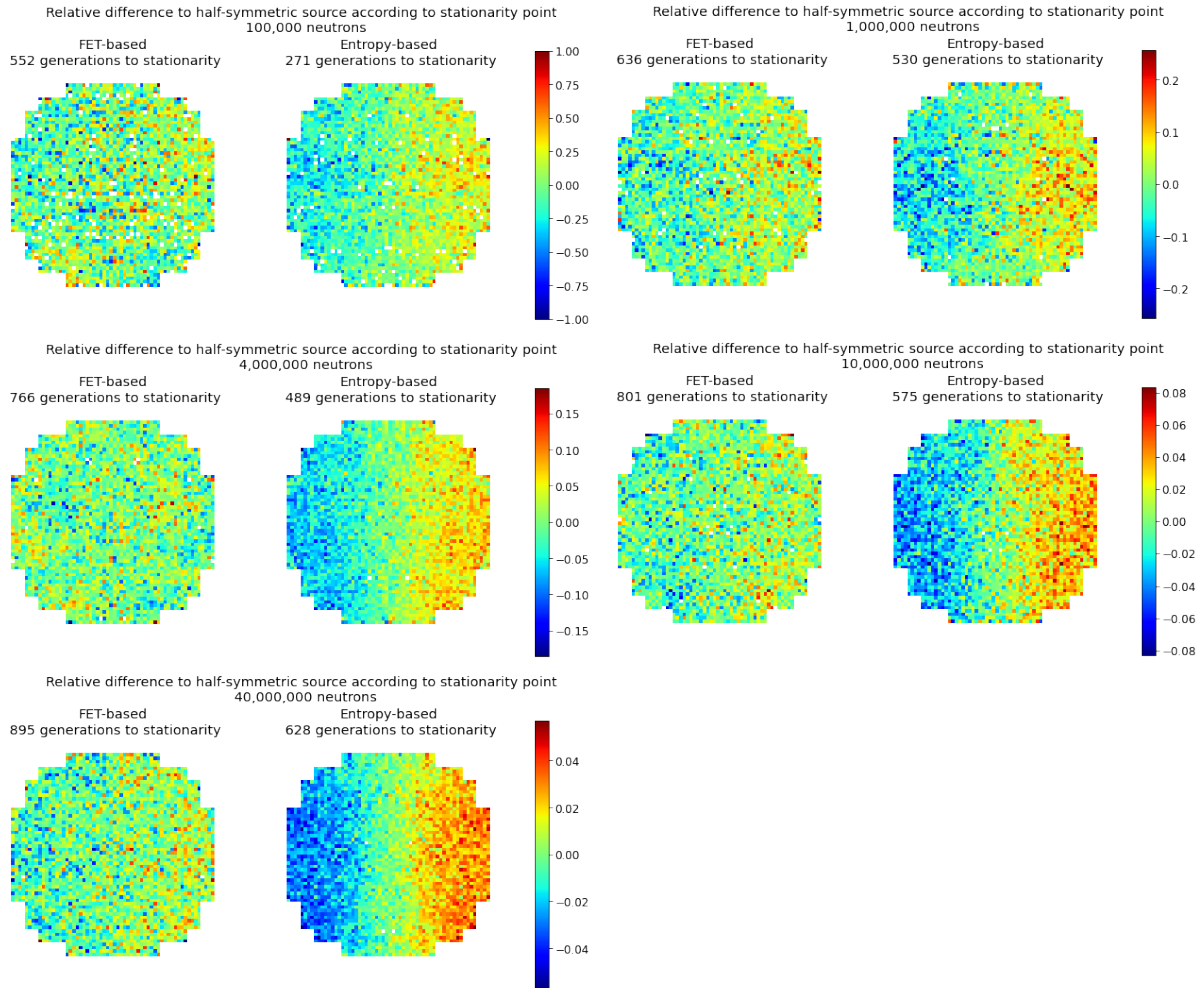 Relative difference to half-symmetric source according to stationarity point
100,000 neutrons
FET-based
552 generations to stationarity
Entropy-based
271 generations to stationarity
1.00
0.75
0.50
0.25
0.00
−0.25
−0.50
−0.75
−1.00
Relative difference to half-symmetric source according to stationarity point
1,000,000 neutrons
FET-based
636 generations to stationarity
Entropy-based
530 generations to stationarity
0.2
0.1
0.0
−0.1
−0.2
Relative difference to half-symmetric source according to stationarity point
4,000,000 neutrons
FET-based
766 generations to stationarity
Entropy-based
489 generations to stationarity
0.15
0.10
0.05
0.00
−0.05
−0.10
−0.15
Relative difference to half-symmetric source according to stationarity point
10,000,000 neutrons
FET-based
801 generations to stationarity
Entropy-based
575 generations to stationarity
0.08
0.06
0.04
0.02
0.00
−0.02
−0.04
−0.06
−0.08
Relative difference to half-symmetric source according to stationarity point
40,000,000 neutrons
FET-based
895 generations to stationarity
Entropy-based
628 generations to stationarity
0.04
0.02
0.00
−0.02
−0.04